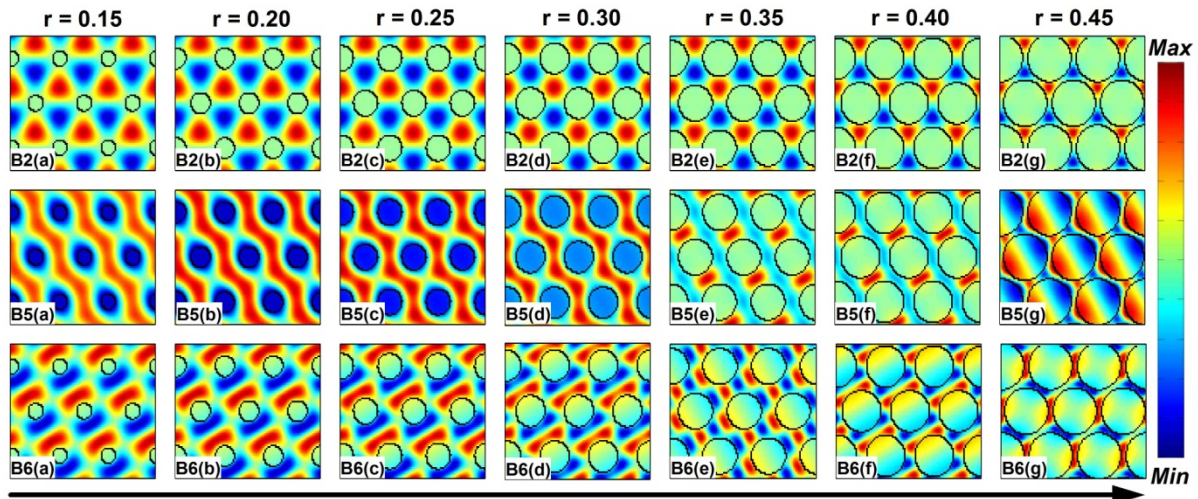 r = 0.15 r = 0.20 r = 0.25 r = 0.30 r = 0.35 r = 0.40 r = 0.45
Max
B2(a) B2(b) B2(c) B2(d) B2(e) B2(f) B2(g)
B5(a) B5(b) B5(c) B5(d) B5(e) B5(f) B5(g)
B6(a) B6(b) B6(c) B6(d) B6(e) B6(f) B6(g)
Min